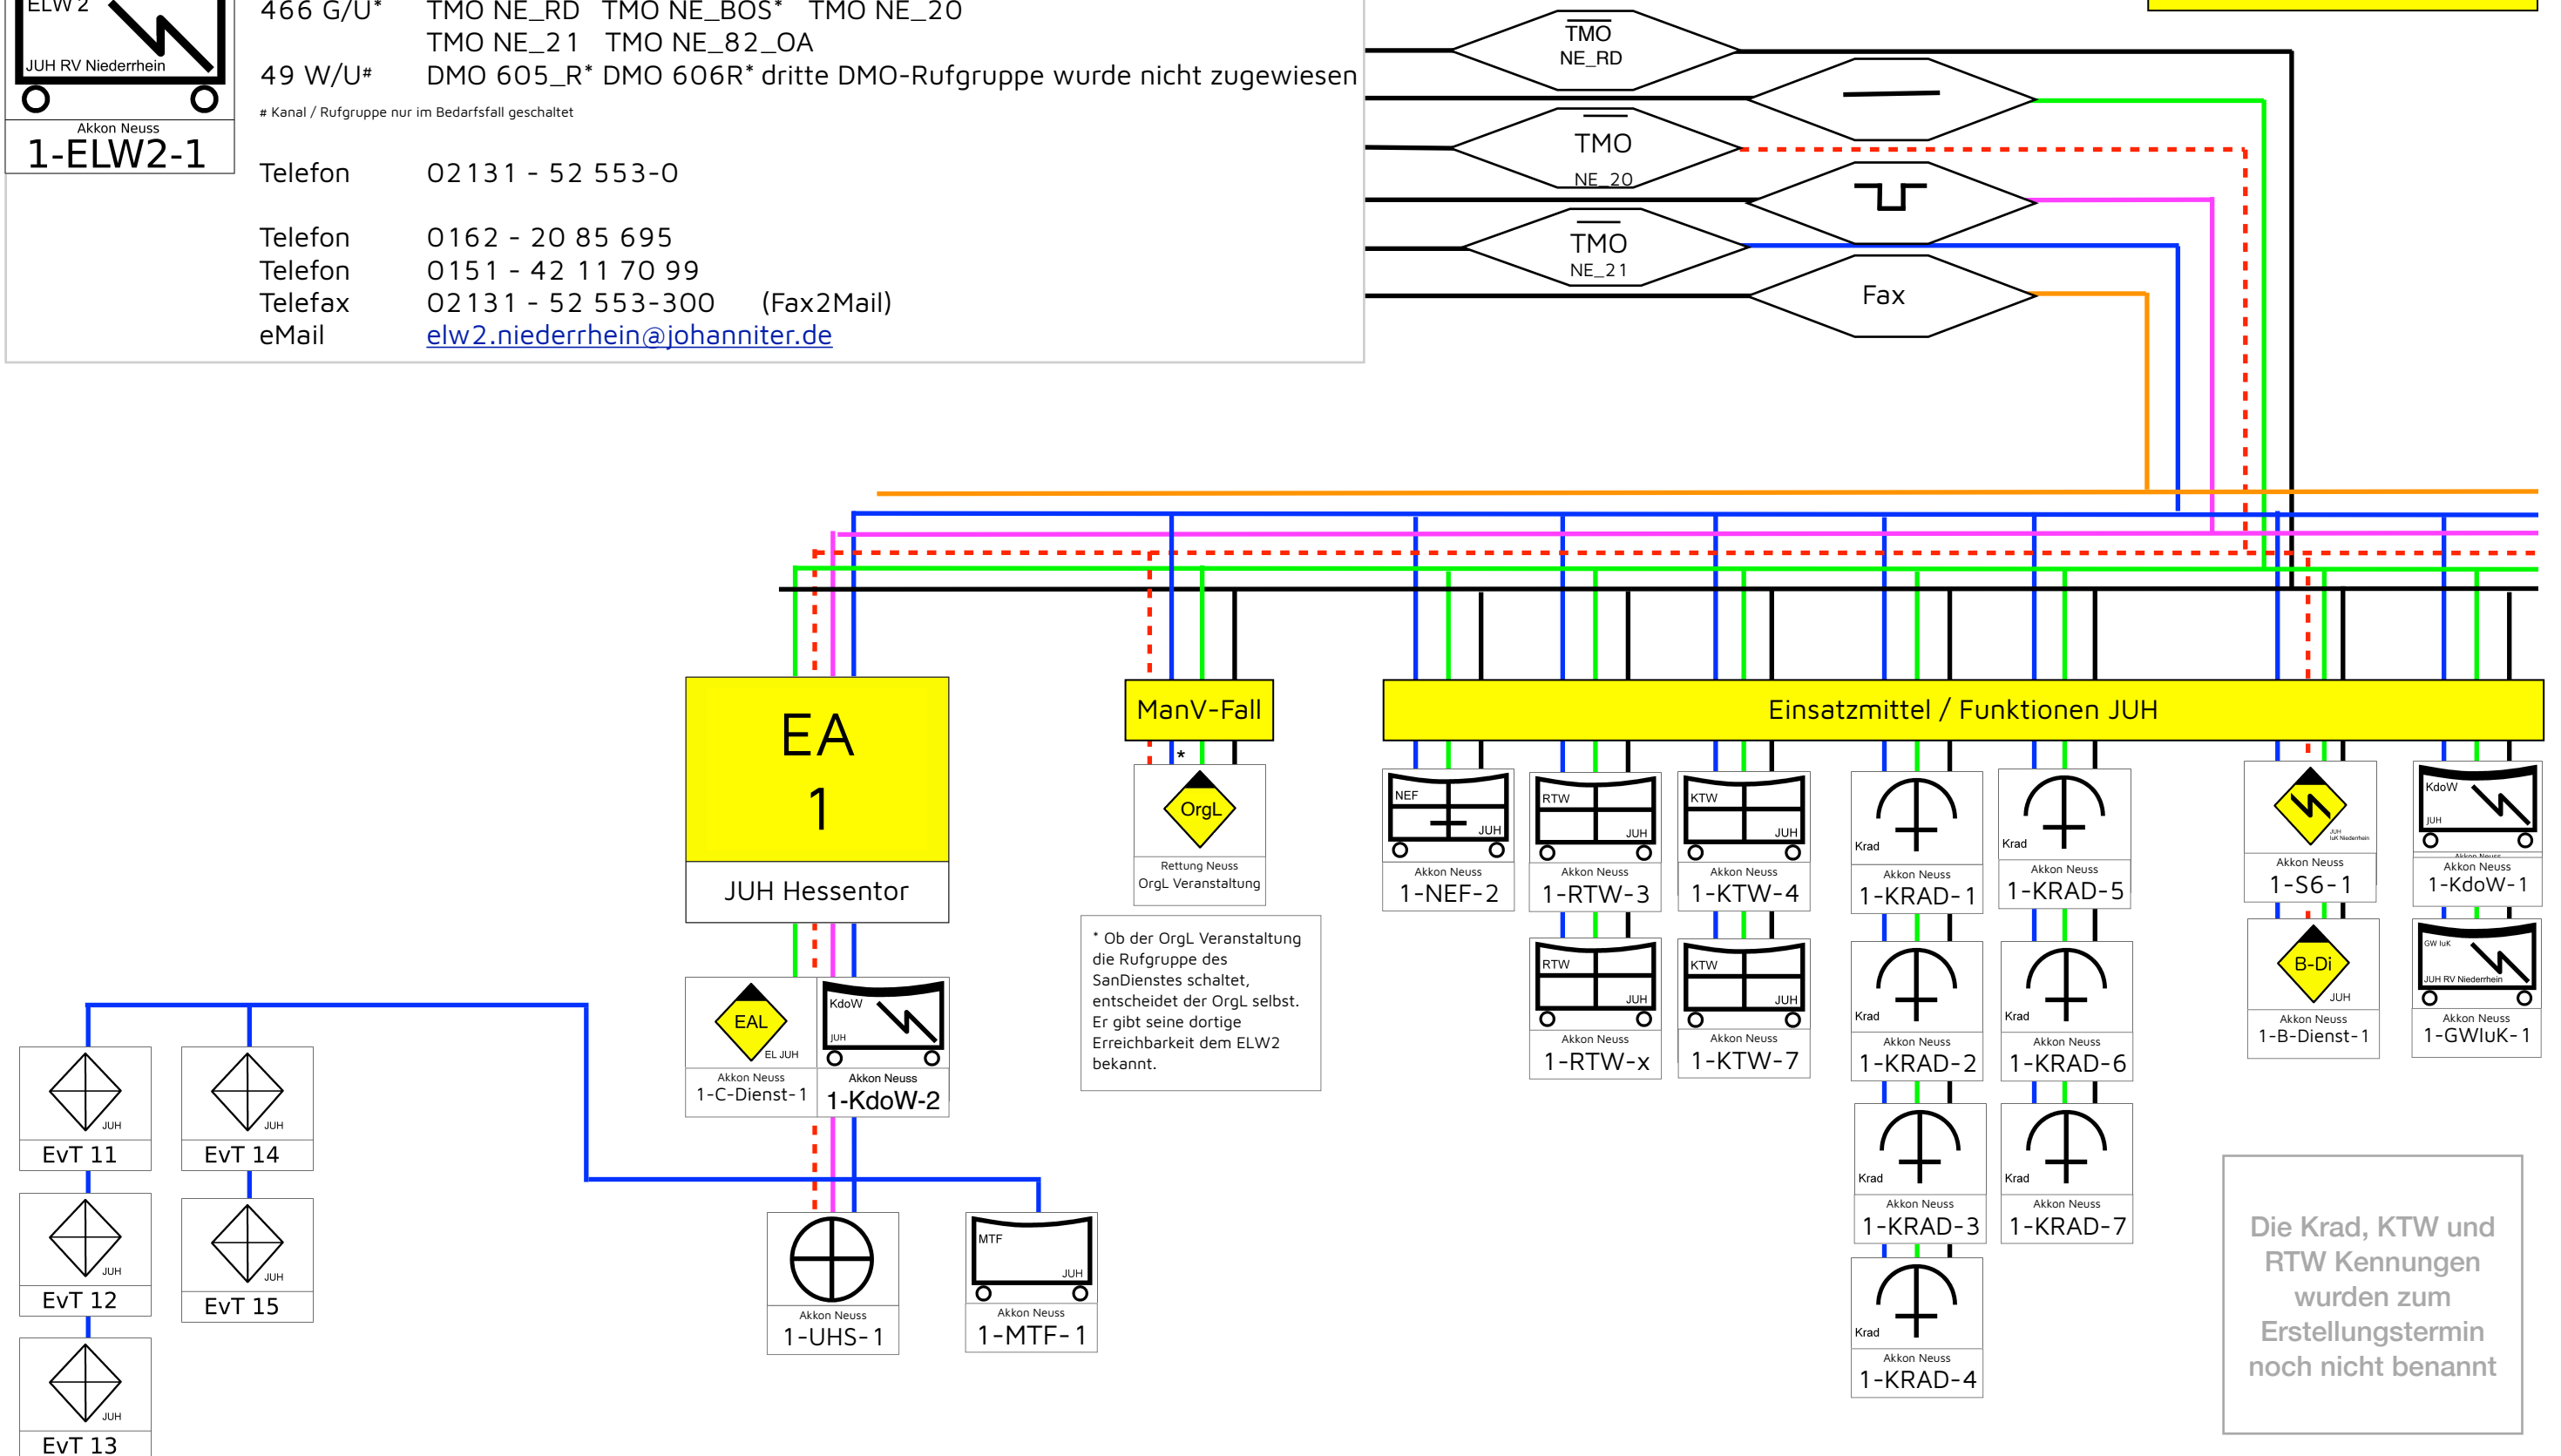 ELW 2
JUH RV Niederrhein
Akkon Neuss
1-ELW2-1
466 G/U* TMO NE_RD TMO NE_BOS* TMO NE_20
TMO NE_21 TMO NE_82_OA
49 W/U# DMO 605_R* DMO 606R* dritte DMO-Rufgruppe wurde nicht zugewiesen
# Kanal / Rufgruppe nur im Bedarfsfall geschaltet
Telefon 02131 - 52 553-0
Telefon 0162 - 20 85 695
Telefon 0151 - 42 11 70 99
Telefax 02131 - 52 553-300 (Fax2Mail)
eMail elw2.niederrhein@johanniter.de
TMO
NE_RD
TMO
NE_20
TMO
NE_21
Fax
EA
1
JUH Hessentor
ManV-Fall
Einsatzmittel / Funktionen JUH
*
OrgL
Rettung Neuss
OrgL Veranstaltung
* Ob der OrgL Veranstaltung
die Rufgruppe des
SanDienstes schaltet,
entscheidet der OrgL selbst.
Er gibt seine dortige
Erreichbarkeit dem ELW2
bekannt.
NEF
JUH
Akkon Neuss
1-NEF-2
RTW
JUH
Akkon Neuss
1-RTW-3
KTW
JUH
Akkon Neuss
1-KTW-4
Krad
Akkon Neuss
1-KRAD-1
Krad
Akkon Neuss
1-KRAD-5
JUH
IuK Niederrhein
Akkon Neuss
1-S6-1
KdoW
JUH
Akkon Neuss
Akkon Neuss
1-KdoW-1
RTW
JUH
Akkon Neuss
1-RTW-x
KTW
JUH
Akkon Neuss
1-KTW-7
Krad
Akkon Neuss
1-KRAD-2
Krad
Akkon Neuss
1-KRAD-6
B-Di
JUH
Akkon Neuss
1-B-Dienst-1
GW IuK
JUH RV Niederrhein
Akkon Neuss
1-GWIuK-1
Krad
Akkon Neuss
1-KRAD-3
Krad
Akkon Neuss
1-KRAD-7
Krad
Akkon Neuss
1-KRAD-4
EAL
EL JUH
Akkon Neuss
1-C-Dienst-1
KdoW
JUH
Akkon Neuss
1-KdoW-2
JUH
EvT 11
JUH
EvT 14
JUH
EvT 12
JUH
EvT 15
JUH
EvT 13
Akkon Neuss
1-UHS-1
MTF
JUH
Akkon Neuss
1-MTF-1
Die Krad, KTW und
RTW Kennungen
wurden zum
Erstellungstermin
noch nicht benannt